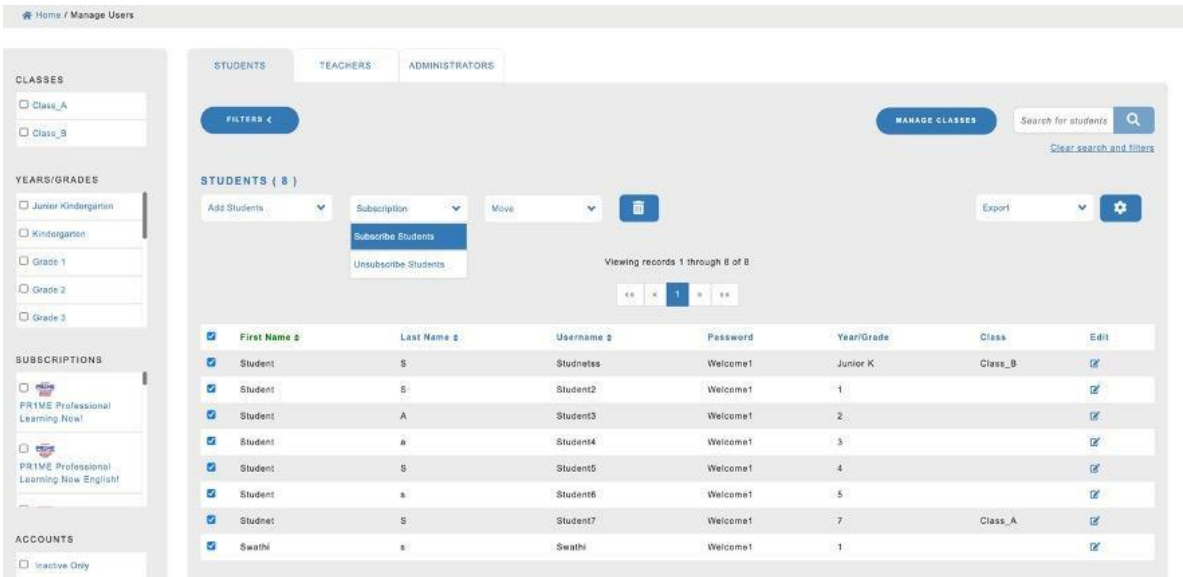 Home / Manage Users
CLASSES
Class_A
Class_B
YEARS/GRADES
Junior Kindergarten
Kindergarten
Grade 1
Grade 2
Grade 3
SUBSCRIPTIONS
PR1ME Professional
Learning Now!
PR1ME Professional
Learning Now English!
ACCOUNTS
Inactive Only
STUDENTS TEACHERS ADMINISTRATORS
FILTERS <
MANAGE CLASSES Search for students
Clear search and filters
STUDENTS ( 8 )
Add Students Subscription Move Export
Subscribe Students
Unsubscribe Students
Viewing records 1 through 8 of 8
«« « 1 » »»
First Name Last Name Username Password Year/Grade Class Edit
Student S Studnetss Welcome1 Junior K Class_B
Student S Student2 Welcome1 1
Student A Student3 Welcome1 2
Student a Student4 Welcome1 3
Student S Student5 Welcome1 4
Student s Student6 Welcome1 5
Studnet S Student7 Welcome1 7 Class_A
Swathi s Swathi Welcome1 1